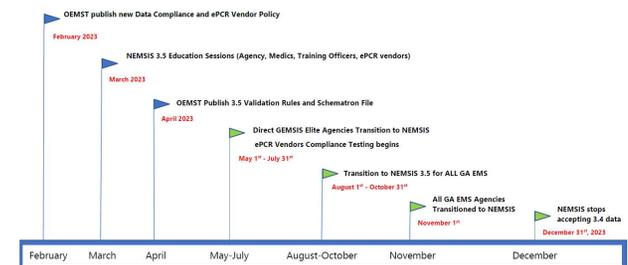 OEMST publish new Data Compliance and ePCR Vendor Policy
February 2023
NEMSIS 3.5 Education Sessions (Agency, Medics, Training Officers, ePCR vendors)
March 2023
OEMST Publish 3.5 Validation Rules and Schematron File
April 2023
Direct GEMSIS Elite Agencies Transition to NEMSIS
ePCR Vendors Compliance Testing begins
May 1st - July 31st
Transition to NEMSIS 3.5 for ALL GA EMS
August 1st - October 31st
All GA EMS Agencies
Transitioned to NEMSIS
November 1st
NEMSIS stops
accepting 3.4 data
December 31st, 2023
February March April May-July August-October November December